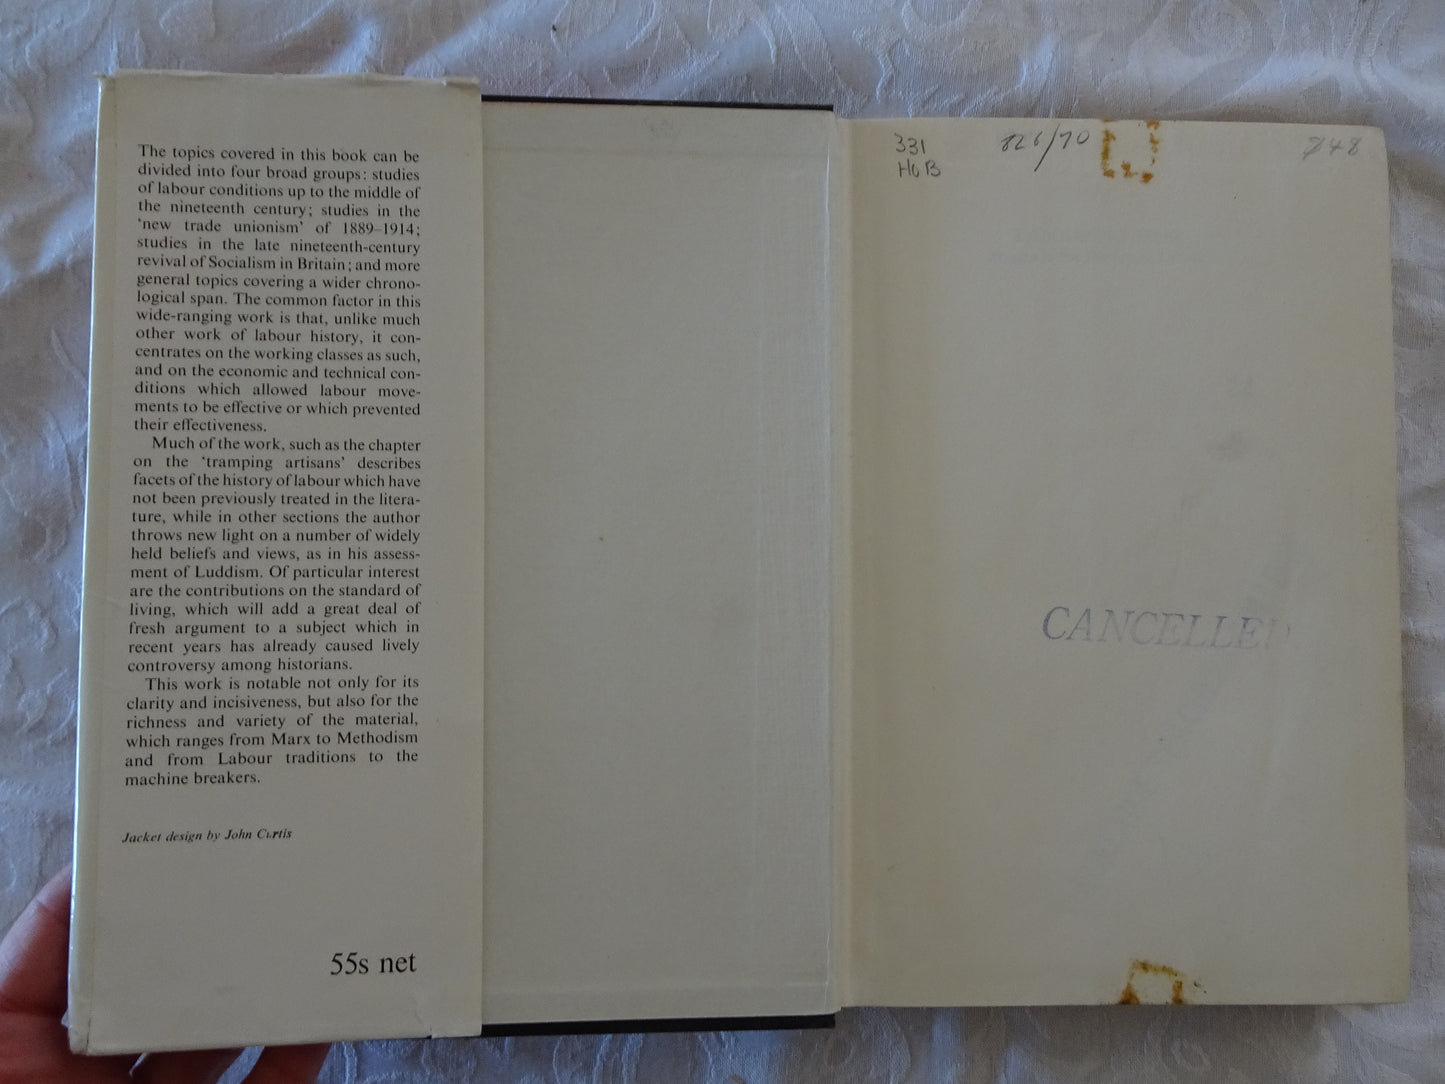 The topics covered in this book can be
divided into four broad groups: studies
of labour conditions up to the middle of
the nineteenth century; studies in the
‘new trade unionism’ of 1889–1914;
studies in the late nineteenth-century
revival of Socialism in Britain; and more
general topics covering a wider chrono-
logical span. The common factor in this
wide-ranging work is that, unlike much
other work of labour history, it con-
centrates on the working classes as such,
and on the economic and technical con-
ditions which allowed labour move-
ments to be effective or which prevented
their effectiveness.
Much of the work, such as the chapter
on the ‘tramping artisans’ describes
facets of the history of labour which have
not been previously treated in the litera-
ture, while in other sections the author
throws new light on a number of widely
held beliefs and views, as in his assess-
ment of Luddism. Of particular interest
are the contributions on the standard of
living, which will add a great deal of
fresh argument to a subject which in
recent years has already caused lively
controversy among historians.
This work is notable not only for its
clarity and incisiveness, but also for the
richness and variety of the material,
which ranges from Marx to Methodism
and from Labour traditions to the
machine breakers.
Jacket design by John Curtis
55s net
331
HOB
826/70
CANCELLED